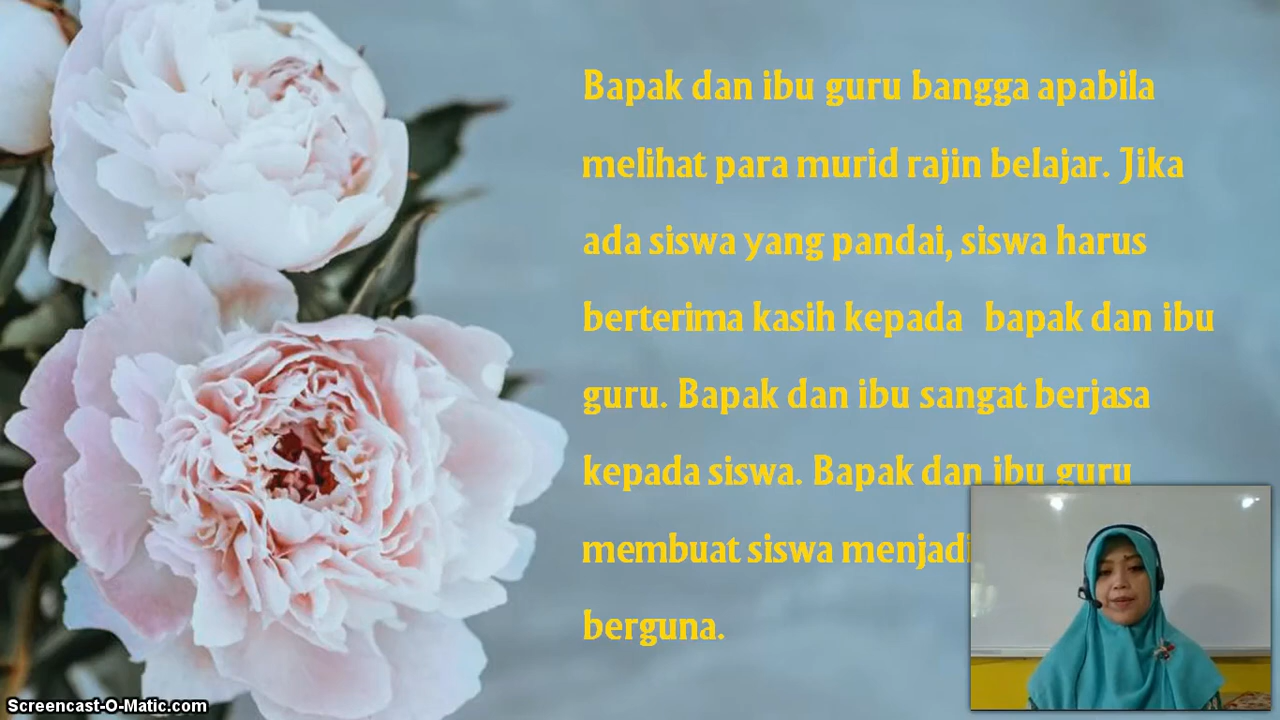 Bapak dan ibu guru bangga apabila
melihat para murid rajin belajar. Jika
ada siswa yang pandai, siswa harus
berterima kasih kepada bapak dan ibu
guru. Bapak dan ibu sangat berjasa
kepada siswa. Bapak dan ibu guru
membuat siswa menjadi
berguna.
Screencast-O-Matic.com